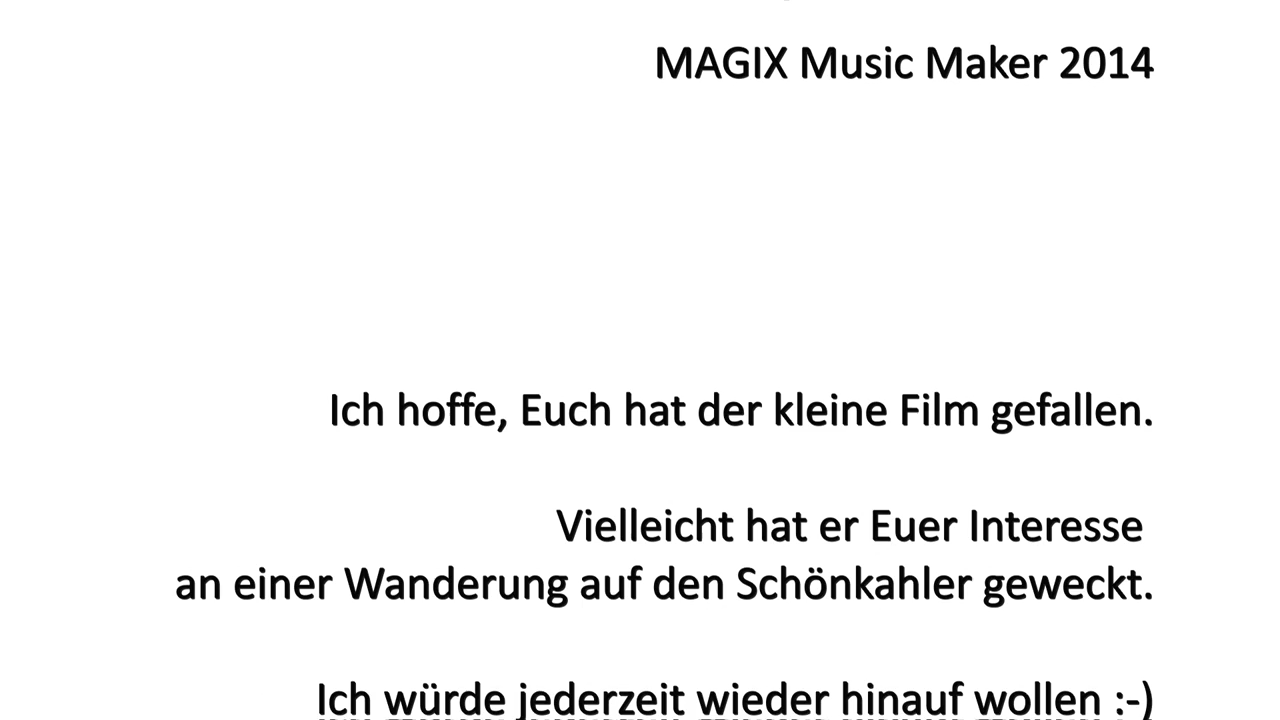 MAGIX Music Maker 2014
Ich hoffe, Euch hat der kleine Film gefallen.
Vielleicht hat er Euer Interesse
an einer Wanderung auf den Schönkahler geweckt.
Ich würde jederzeit wieder hinauf wollen :-)